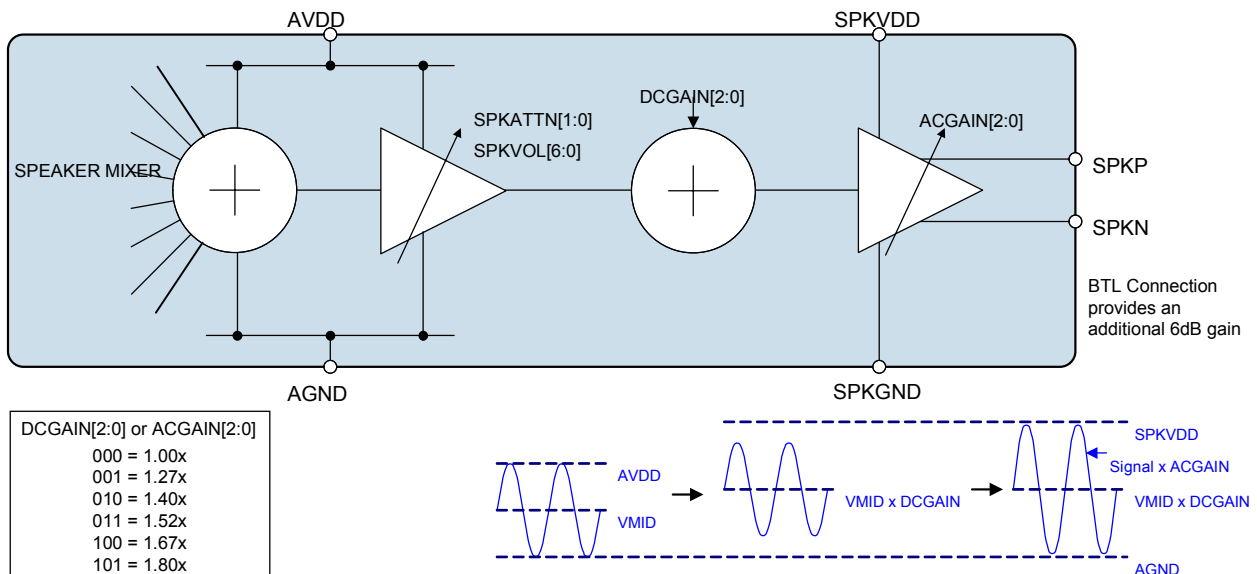 AVDD
SPKVDD
DCGAIN[2:0]
SPKATTN[1:0]
SPKVOL[6:0]
ACGAIN[2:0]
SPEAKER MIXER
SPKP
SPKN
BTL Connection
provides an
additional 6dB gain
AGND
SPKGND
DCGAIN[2:0] or ACGAIN[2:0]
000 = 1.00x
001 = 1.27x
010 = 1.40x
011 = 1.52x
100 = 1.67x
101 = 1.80x
AVDD
VMID
VMID x DCGAIN
SPKVDD
Signal x ACGAIN
VMID x DCGAIN
AGND